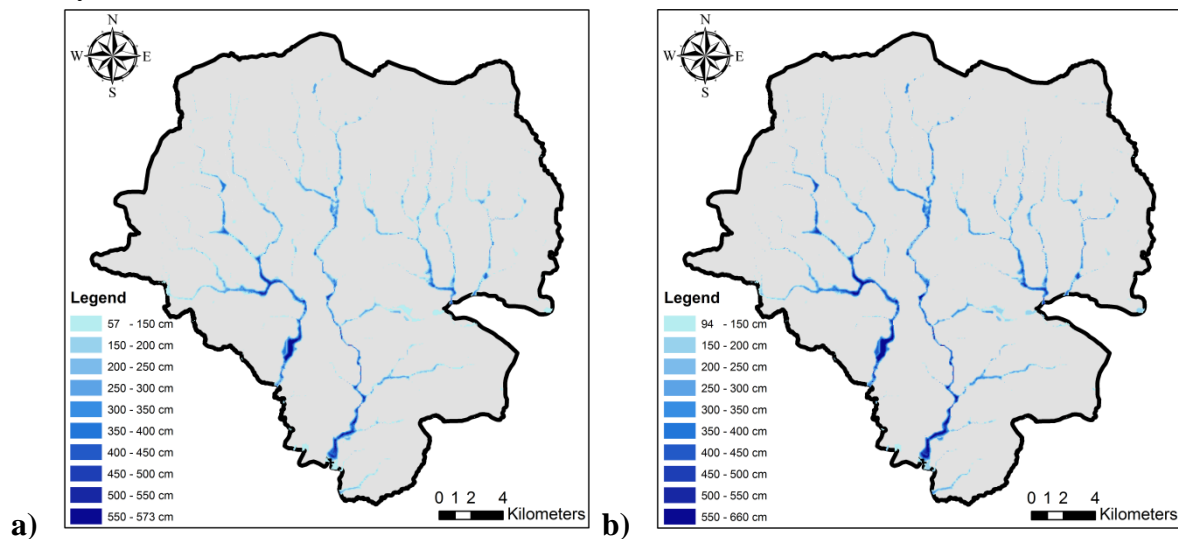 N
W E
S
Legend
57 - 150 cm
150 - 200 cm
200 - 250 cm
250 - 300 cm
300 - 350 cm
350 - 400 cm
400 - 450 cm
450 - 500 cm
500 - 550 cm
550 - 573 cm
0 1 2 4
Kilometers
a)
N
W E
S
Legend
94 - 150 cm
150 - 200 cm
200 - 250 cm
250 - 300 cm
300 - 350 cm
350 - 400 cm
400 - 450 cm
450 - 500 cm
500 - 550 cm
550 - 660 cm
0 1 2 4
Kilometers
b)